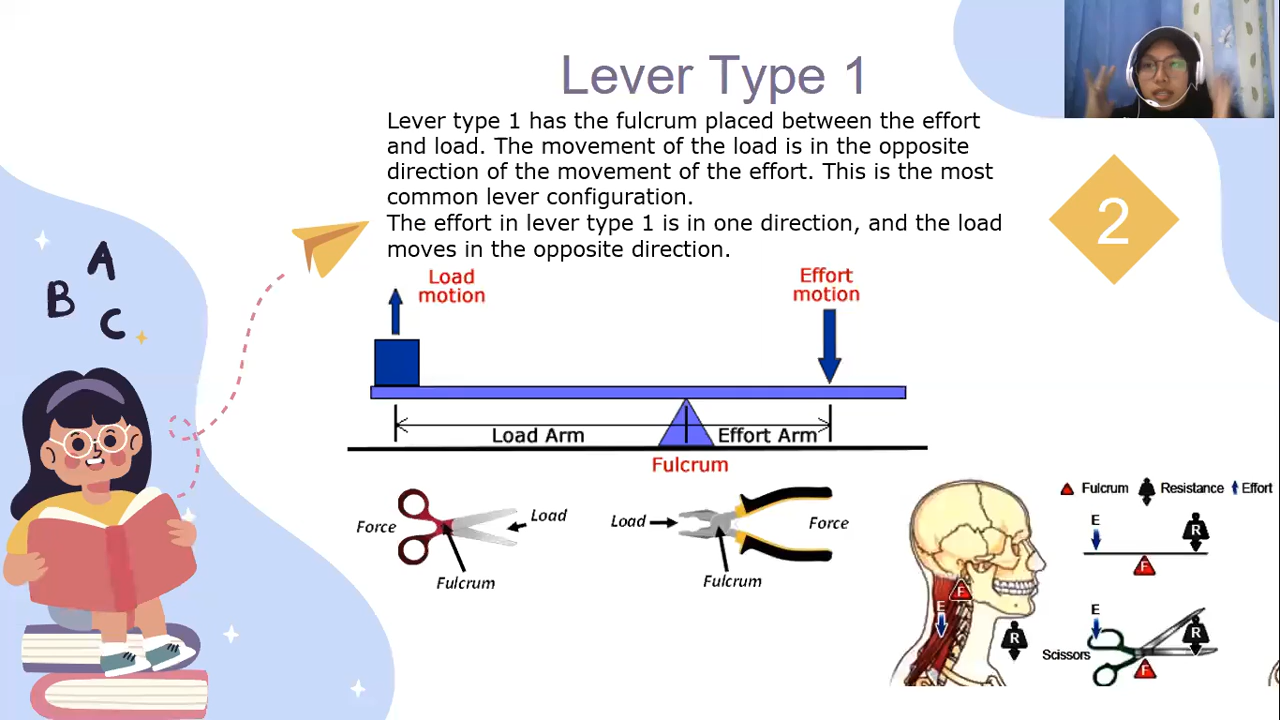 Lever Type 1
Lever type 1 has the fulcrum placed between the effort
and load. The movement of the load is in the opposite
direction of the movement of the effort. This is the most
common lever configuration.
The effort in lever type 1 is in one direction, and the load
moves in the opposite direction.
2
A
B
C
Load
motion
Effort
motion
Load Arm
Effort Arm
Fulcrum
Force
Load
Fulcrum
Load
Force
Fulcrum
Fulcrum Resistance Effort
E
R
F
F
E
R
E
R
Scissors
F